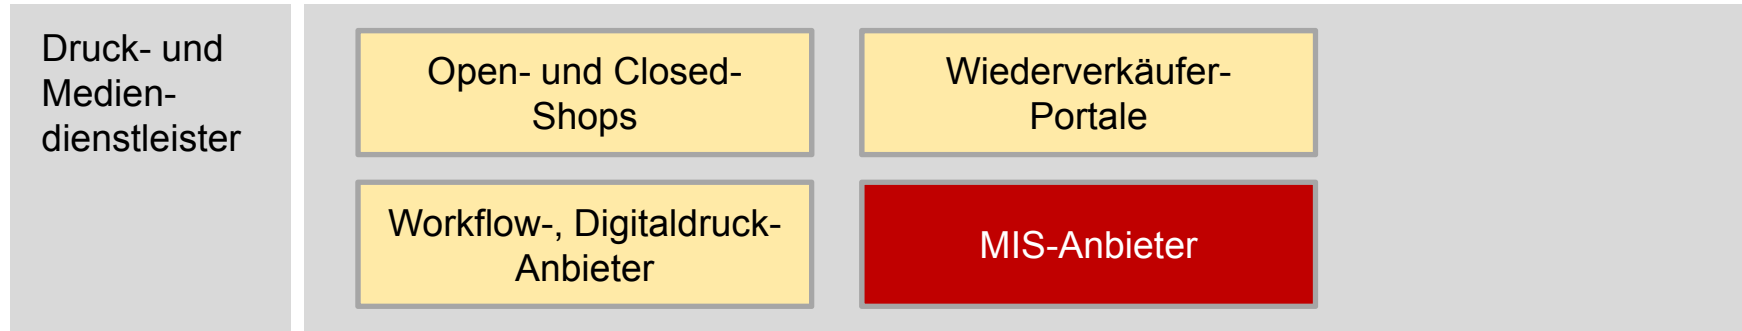 Druck- und
Medien-
dienstleister
Open- und Closed-
Shops
Wiederverkäufer-
Portale
Workflow-, Digitaldruck-
Anbieter
MIS-Anbieter